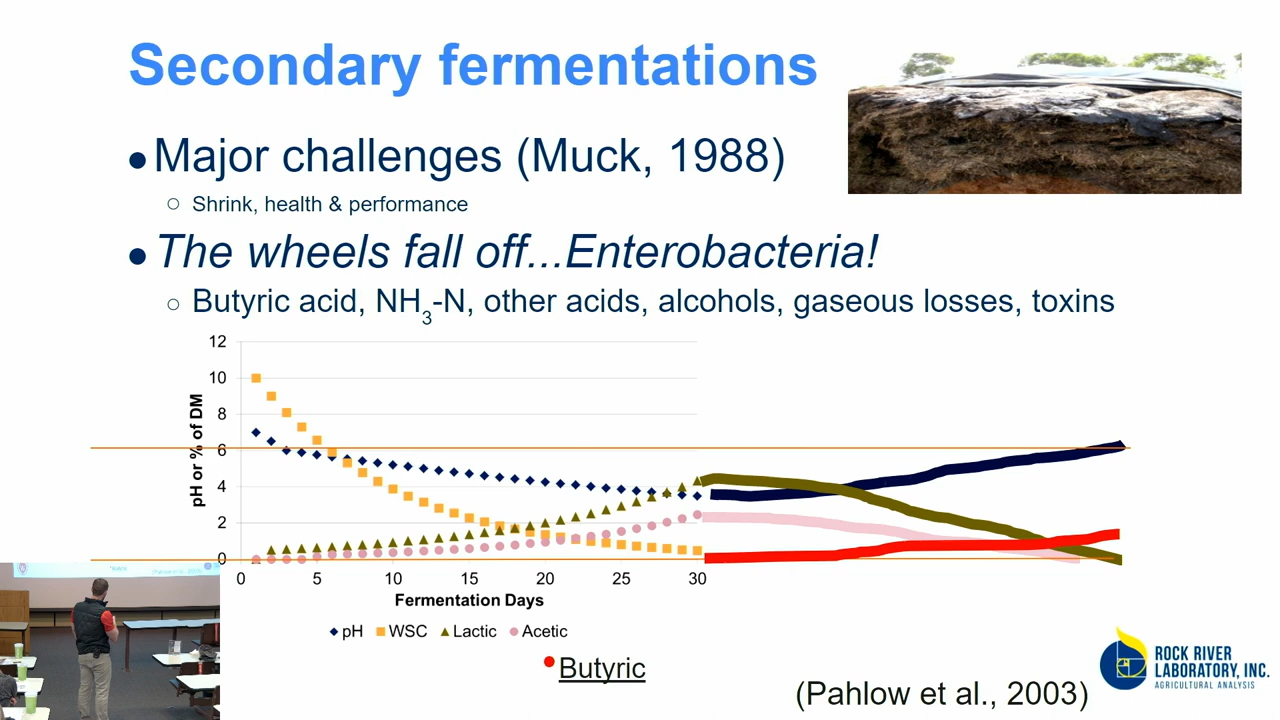 Secondary fermentations
● Major challenges (Muck, 1988)
○ Shrink, health & performance
● The wheels fall off...Enterobacteria!
○ Butyric acid, NH3-N, other acids, alcohols, gaseous losses, toxins
pH or % of DM
12
10
8
6
4
2
0
0 5 10 15 20 25 30
Fermentation Days
pH WSC Lactic Acetic
Butyric
(Pahlow et al., 2003)
ROCK RIVER
LABORATORY, INC.
AGRICULTURAL ANALYSIS